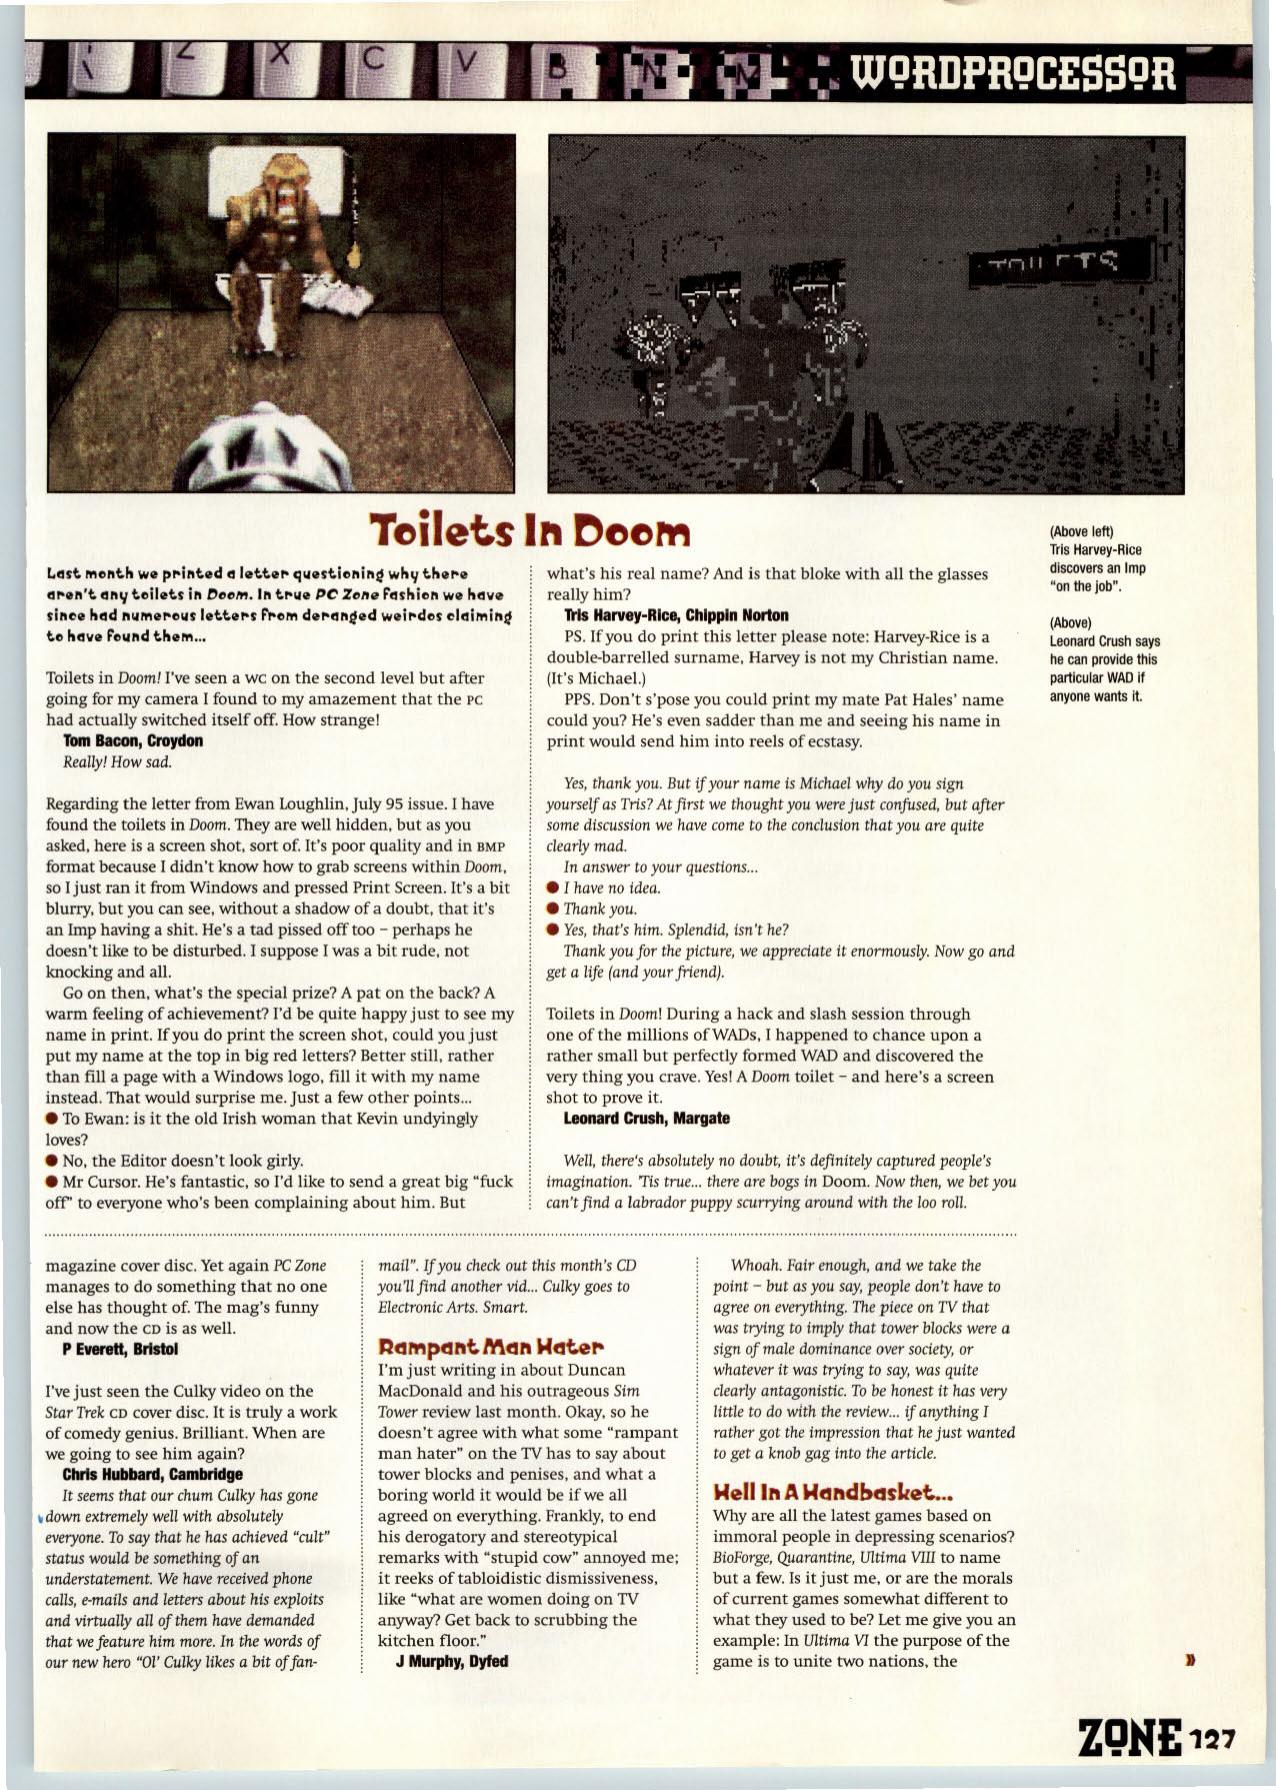 Z X C V B N M
WORDPROCESSOR
TOILETS
Toilets In Doom
Last month we printed a letter questioning why there
aren't any toilets in Doom. In true PC Zone fashion we have
since had numerous letters from deranged weirdos claiming
to have found them...
Toilets in Doom! I've seen a WC on the second level but after
going for my camera I found to my amazement that the PC
had actually switched itself off. How strange!
Tom Bacon, Croydon
Really! How sad.
Regarding the letter from Ewan Loughlin, July 95 issue. I have
found the toilets in Doom. They are well hidden, but as you
asked, here is a screen shot, sort of. It's poor quality and in BMP
format because I didn't know how to grab screens within Doom,
so I just ran it from Windows and pressed Print Screen. It's a bit
blurry, but you can see, without a shadow of a doubt, that it's
an Imp having a shit. He's a tad pissed off too – perhaps he
doesn't like to be disturbed. I suppose I was a bit rude, not
knocking and all.
Go on then, what's the special prize? A pat on the back? A
warm feeling of achievement? I'd be quite happy just to see my
name in print. If you do print the screen shot, could you just
put my name at the top in big red letters? Better still, rather
than fill a page with a Windows logo, fill it with my name
instead. That would surprise me. Just a few other points...
● To Ewan: is it the old Irish woman that Kevin undyingly
loves?
● No, the Editor doesn't look girly.
● Mr Cursor. He's fantastic, so I'd like to send a great big "fuck
off" to everyone who's been complaining about him. But
what's his real name? And is that bloke with all the glasses
really him?
Tris Harvey-Rice, Chippin Norton
PS. If you do print this letter please note: Harvey-Rice is a
double-barrelled surname, Harvey is not my Christian name.
(It's Michael.)
PPS. Don't s'pose you could print my mate Pat Hales' name
could you? He's even sadder than me and seeing his name in
print would send him into reels of ecstasy.
Yes, thank you. But if your name is Michael why do you sign
yourself as Tris? At first we thought you were just confused, but after
some discussion we have come to the conclusion that you are quite
clearly mad.
In answer to your questions...
● I have no idea.
● Thank you.
● Yes, that's him. Splendid, isn't he?
Thank you for the picture, we appreciate it enormously. Now go and
get a life (and your friend).
Toilets in Doom! During a hack and slash session through
one of the millions of WADs, I happened to chance upon a
rather small but perfectly formed WAD and discovered the
very thing you crave. Yes! A Doom toilet – and here's a screen
shot to prove it.
Leonard Crush, Margate
Well, there's absolutely no doubt, it's definitely captured people's
imagination. 'Tis true... there are bogs in Doom. Now then, we bet you
can't find a labrador puppy scurrying around with the loo roll.
(Above left)
Tris Harvey-Rice
discovers an Imp
"on the job".
(Above)
Leonard Crush says
he can provide this
particular WAD if
anyone wants it.
magazine cover disc. Yet again PC Zone
manages to do something that no one
else has thought of. The mag's funny
and now the CD is as well.
P Everett, Bristol
I've just seen the Culky video on the
Star Trek CD cover disc. It is truly a work
of comedy genius. Brilliant. When are
we going to see him again?
Chris Hubbard, Cambridge
It seems that our chum Culky has gone
down extremely well with absolutely
everyone. To say that he has achieved "cult"
status would be something of an
understatement. We have received phone
calls, e-mails and letters about his exploits
and virtually all of them have demanded
that we feature him more. In the words of
our new hero "Ol' Culky likes a bit of fan-
mail". If you check out this month's CD
you'll find another vid... Culky goes to
Electronic Arts. Smart.
Rampant Man Hater
I'm just writing in about Duncan
MacDonald and his outrageous Sim
Tower review last month. Okay, so he
doesn't agree with what some "rampant
man hater" on the TV has to say about
tower blocks and penises, and what a
boring world it would be if we all
agreed on everything. Frankly, to end
his derogatory and stereotypical
remarks with "stupid cow" annoyed me;
it reeks of tabloidistic dismissiveness,
like "what are women doing on TV
anyway? Get back to scrubbing the
kitchen floor."
J Murphy, Dyfed
Whoah. Fair enough, and we take the
point – but as you say, people don't have to
agree on everything. The piece on TV that
was trying to imply that tower blocks were a
sign of male dominance over society, or
whatever it was trying to say, was quite
clearly antagonistic. To be honest it has very
little to do with the review... if anything I
rather got the impression that he just wanted
to get a knob gag into the article.
Hell In A Handbasket...
Why are all the latest games based on
immoral people in depressing scenarios?
BioForge, Quarantine, Ultima VIII to name
but a few. Is it just me, or are the morals
of current games somewhat different to
what they used to be? Let me give you an
example: In Ultima VI the purpose of the
game is to unite two nations, the
»
ZONE 127